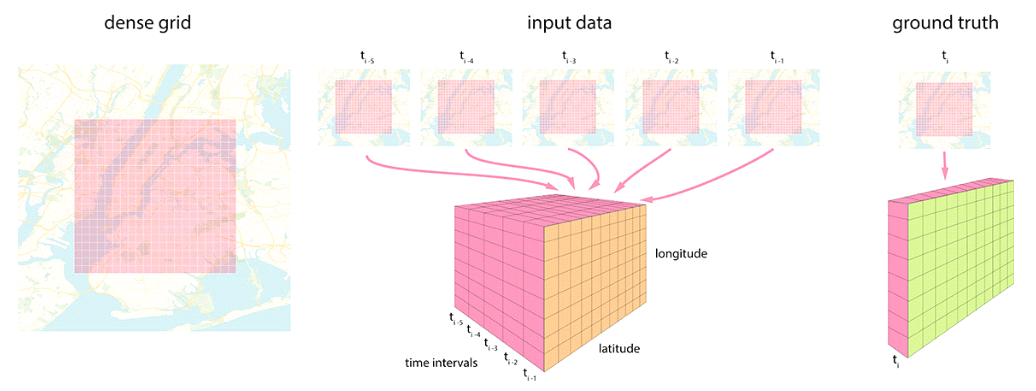 dense grid
input data
ground truth
t i-5
t i-4
t i-3
t i-2
t i-1
t i
longitude
latitude
time intervals
t i-5
t i-4
t i-3
t i-2
t i-1
t i